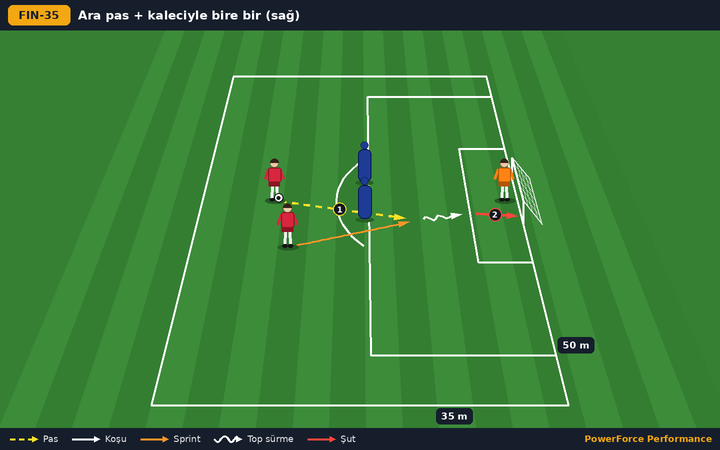 FIN-35 Ara pas + kaleciyle bire bir (sağ)
1
2
50 m
35 m
Pas Koşu Sprint Top sürme Şut PowerForce Performance